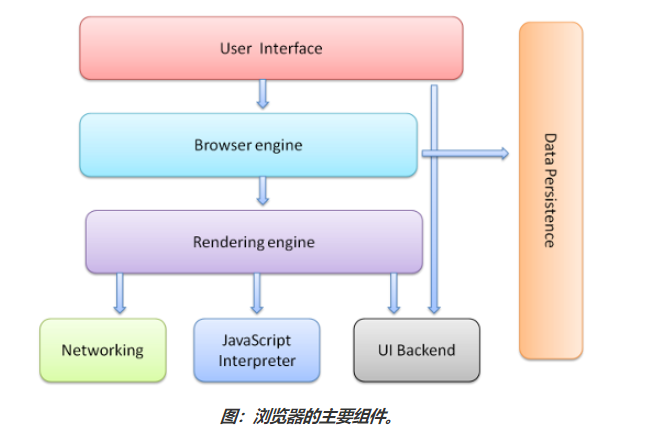 User Interface
Browser engine
Data Persistence
Rendering engine
Networking
JavaScript
Interpreter
UI Backend
图：浏览器的主要组件。